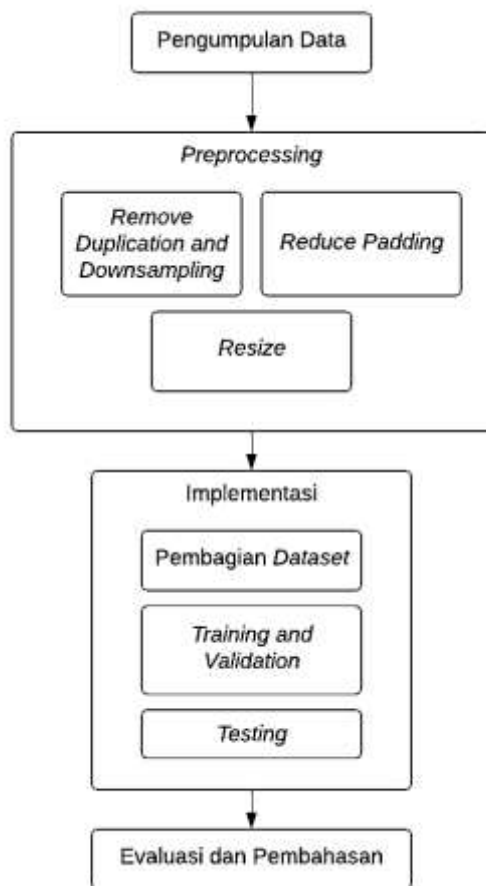 Pengumpulan Data
Preprocessing
Remove
Duplication and
Downsampling
Reduce Padding
Resize
Implementasi
Pembagian Dataset
Training and
Validation
Testing
Evaluasi dan Pembahasan